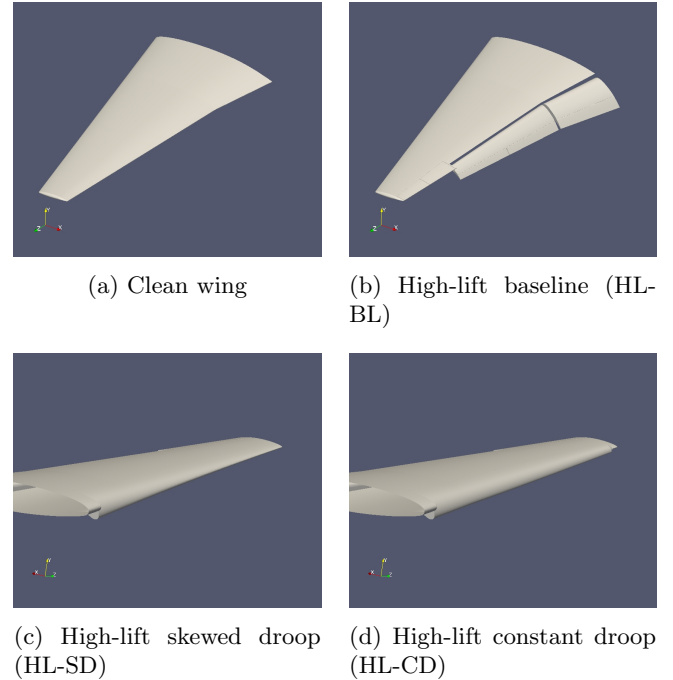 (a) Clean wing
(b) High-lift baseline (HL-
BL)
(c) High-lift skewed droop
(HL-SD)
(d) High-lift constant droop
(HL-CD)